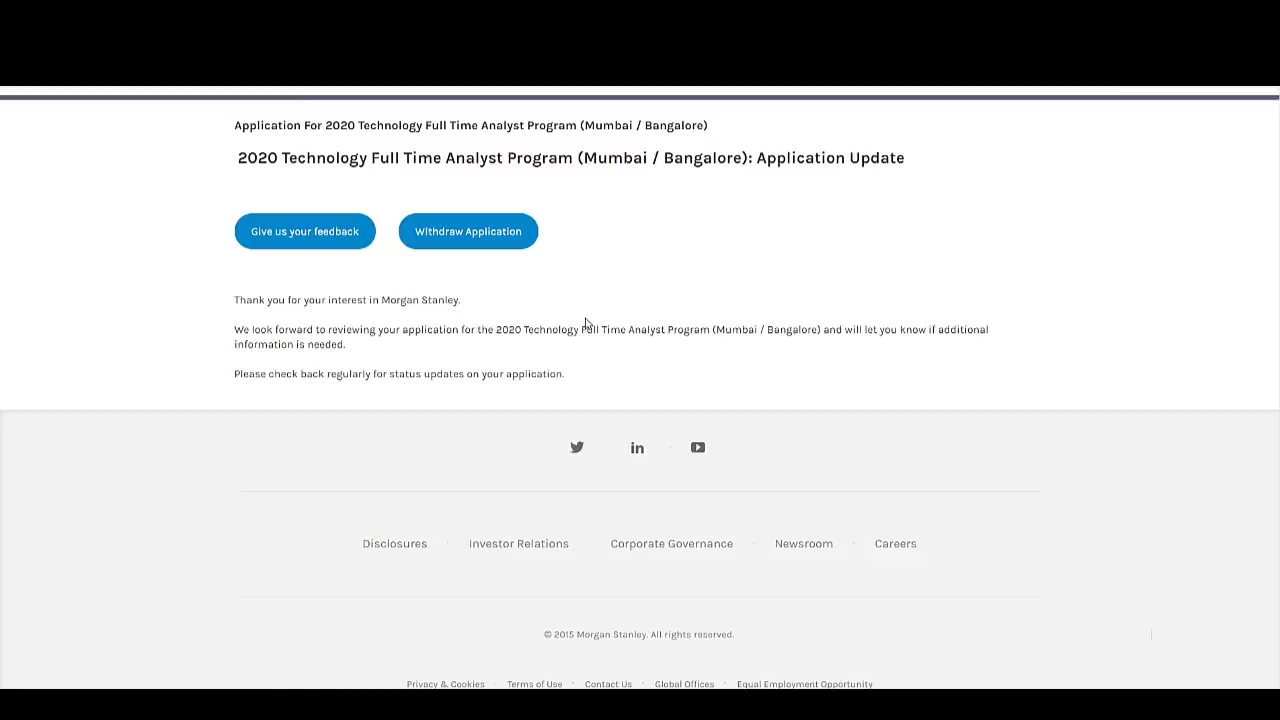 Application For 2020 Technology Full Time Analyst Program (Mumbai / Bangalore)
2020 Technology Full Time Analyst Program (Mumbai / Bangalore): Application Update
Give us your feedback
Withdraw Application
Thank you for your interest in Morgan Stanley.
We look forward to reviewing your application for the 2020 Technology Full Time Analyst Program (Mumbai / Bangalore) and will let you know if additional
information is needed.
Please check back regularly for status updates on your application.
Disclosures
Investor Relations
Corporate Governance
Newsroom
Careers
© 2015 Morgan Stanley. All rights reserved.
Privacy & Cookies
Terms of Use
Contact Us
Global Offices
Equal Employment Opportunity